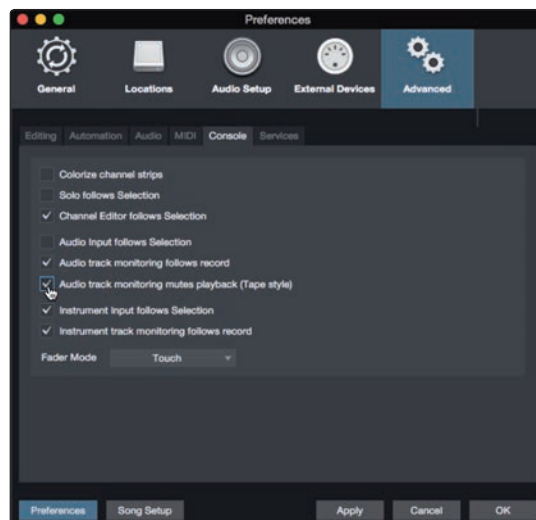 Preferences
General Locations Audio Setup External Devices Advanced
Editing Automation Audio MIDI Console Services
Colorize channel strips
Solo follows Selection
Channel Editor follows Selection
Audio Input follows Selection
Audio track monitoring follows record
Audio track monitoring mutes playback (Tape style)
Instrument input follows Selection
Instrument track monitoring follows record
Fader Mode Touch
Preferences Song Setup Apply Cancel OK